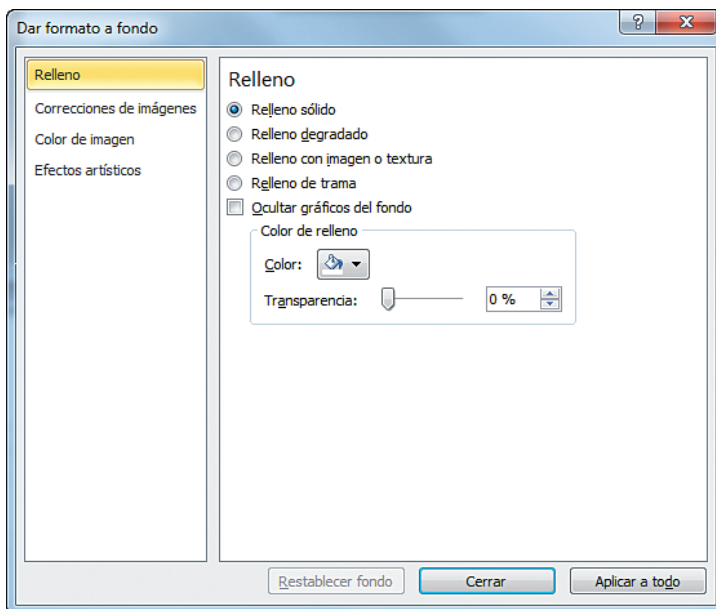 Dar formato a fondo
?
Relleno
Correcciones de imágenes
Color de imagen
Efectos artísticos
Relleno
Relleno sólido
Relleno degradado
Relleno con imagen o textura
Relleno de trama
Ocultar gráficos del fondo
Color de relleno
Color:
Transparencia: 0 %
Restablecer fondo Cerrar Aplicar a todo